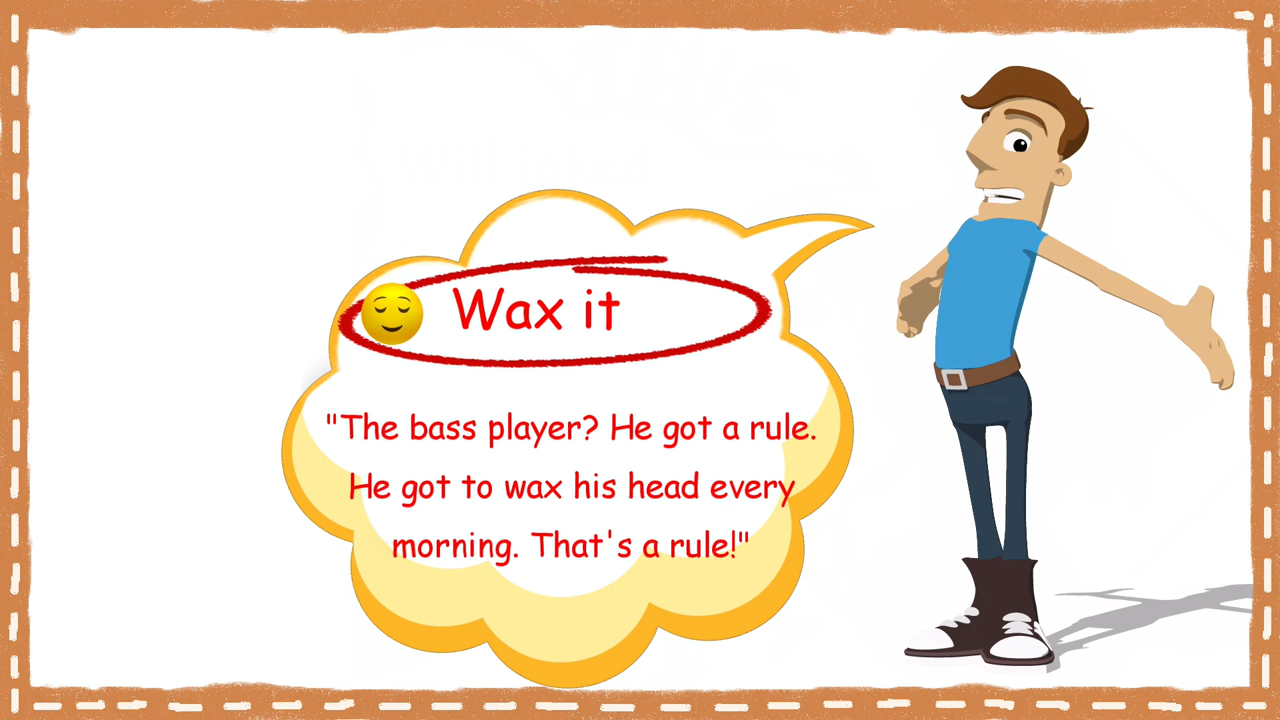 Wax it
"The bass player? He got a rule.
He got to wax his head every
morning. That's a rule!"